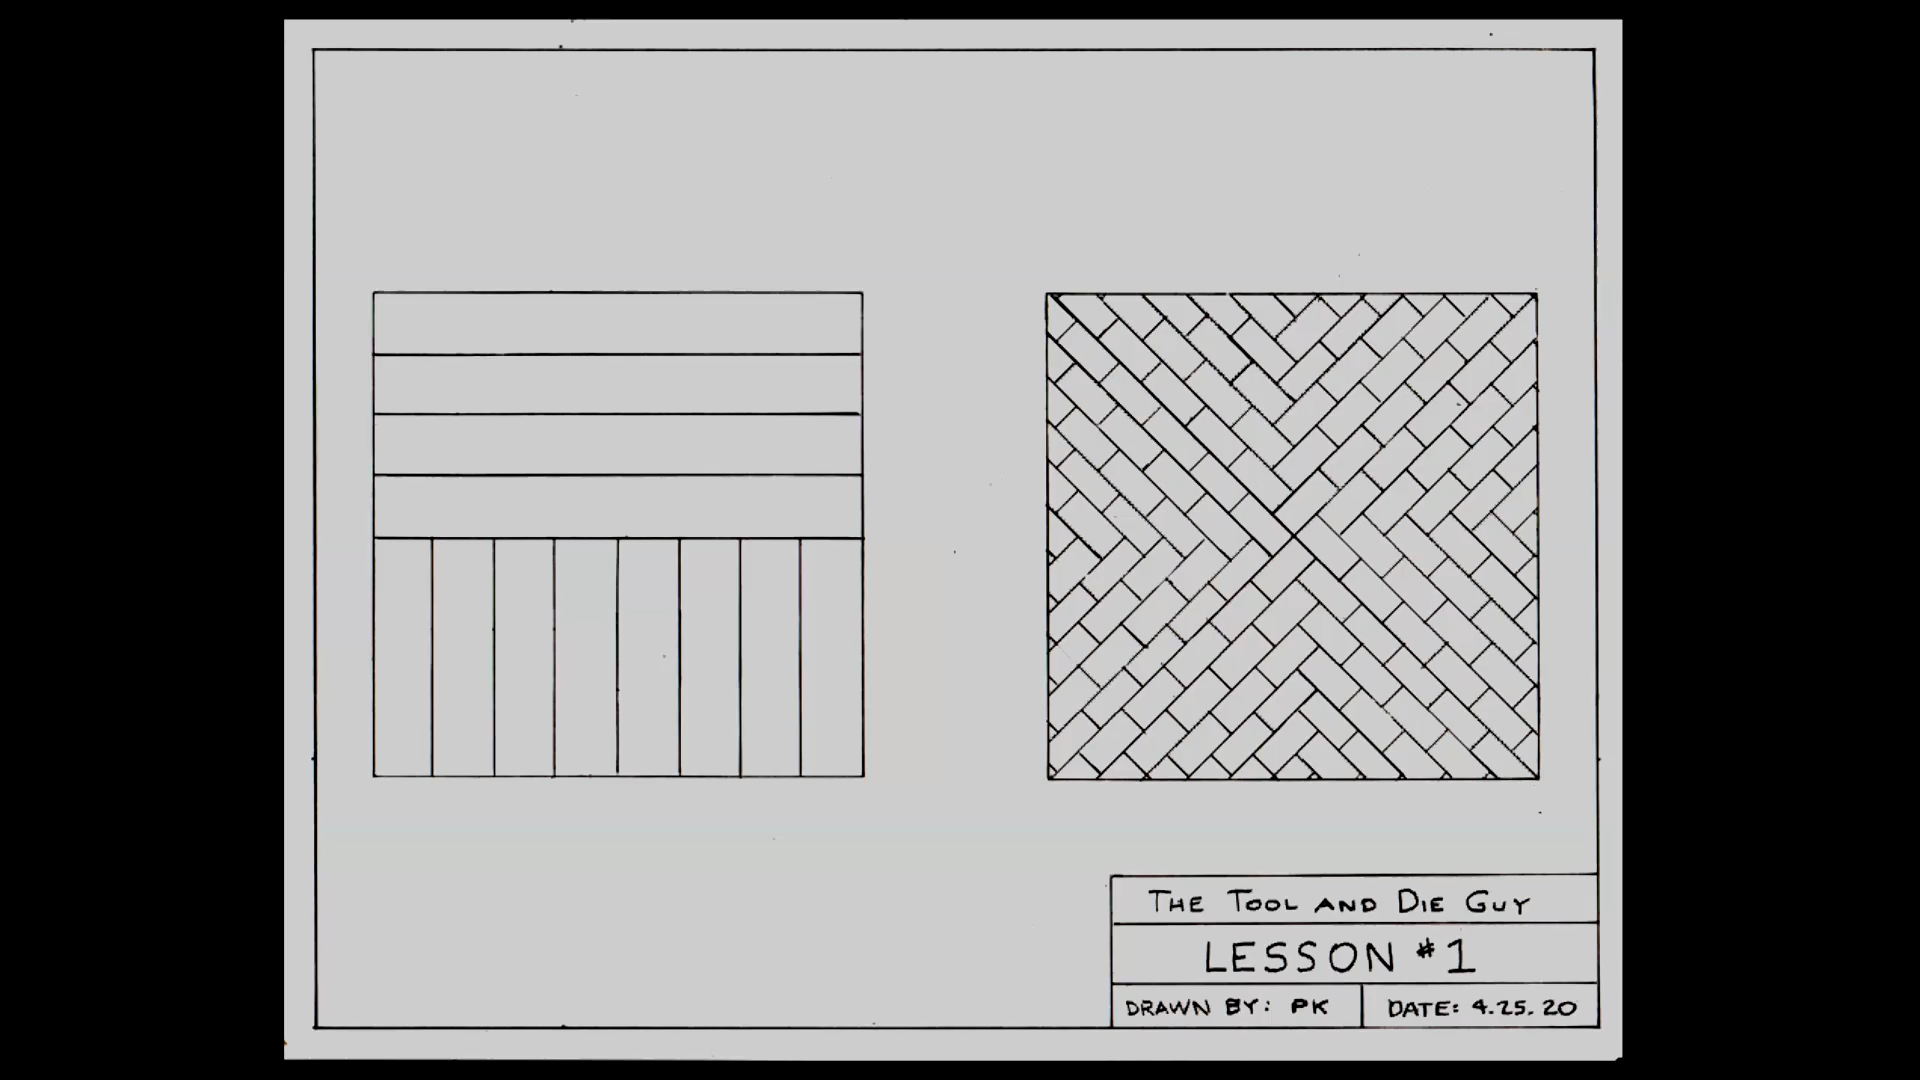 THE TOOL AND DIE GUY
LESSON #1
DRAWN BY: PK
DATE: 4.25.20